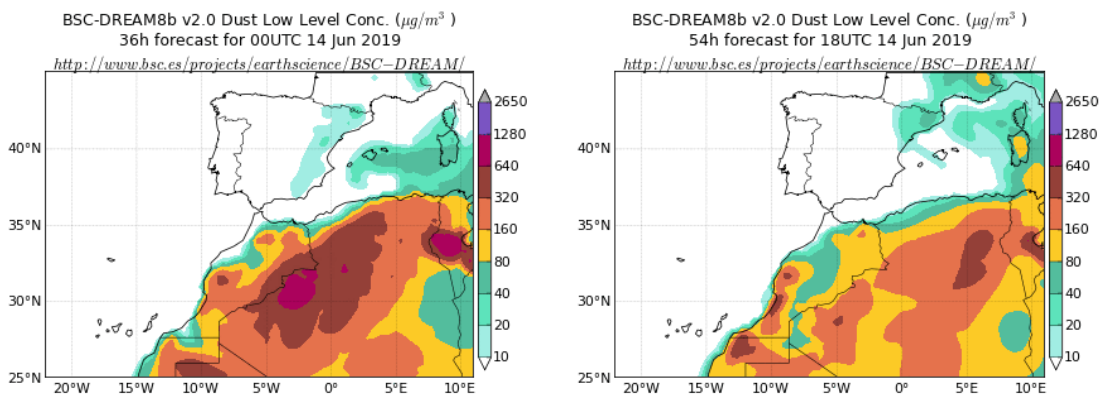 BSC-DREAM8b v2.0 Dust Low Level Conc. (μg/m³ )
36h forecast for 00UTC 14 Jun 2019
http://www.bsc.es/projects/earthscience/BSC−DREAM/
40°N
35°N
30°N
25°N
20°W
15°W
10°W
5°W
0°
5°E
10°E
2650
1280
640
320
160
80
40
20
10
BSC-DREAM8b v2.0 Dust Low Level Conc. (μg/m³ )
54h forecast for 18UTC 14 Jun 2019
http://www.bsc.es/projects/earthscience/BSC−DREAM/
40°N
35°N
30°N
25°N
20°W
15°W
10°W
5°W
0°
5°E
10°E
2650
1280
640
320
160
80
40
20
10